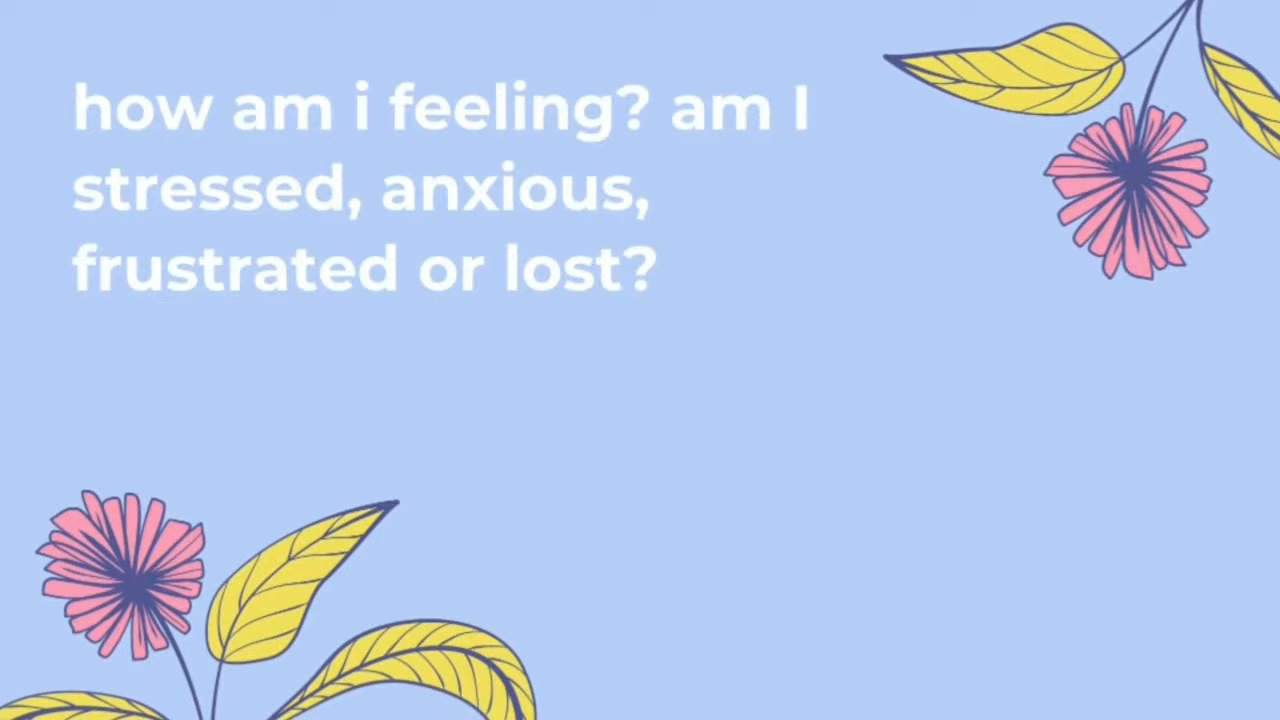 how am i feeling? am I
stressed, anxious,
frustrated or lost?